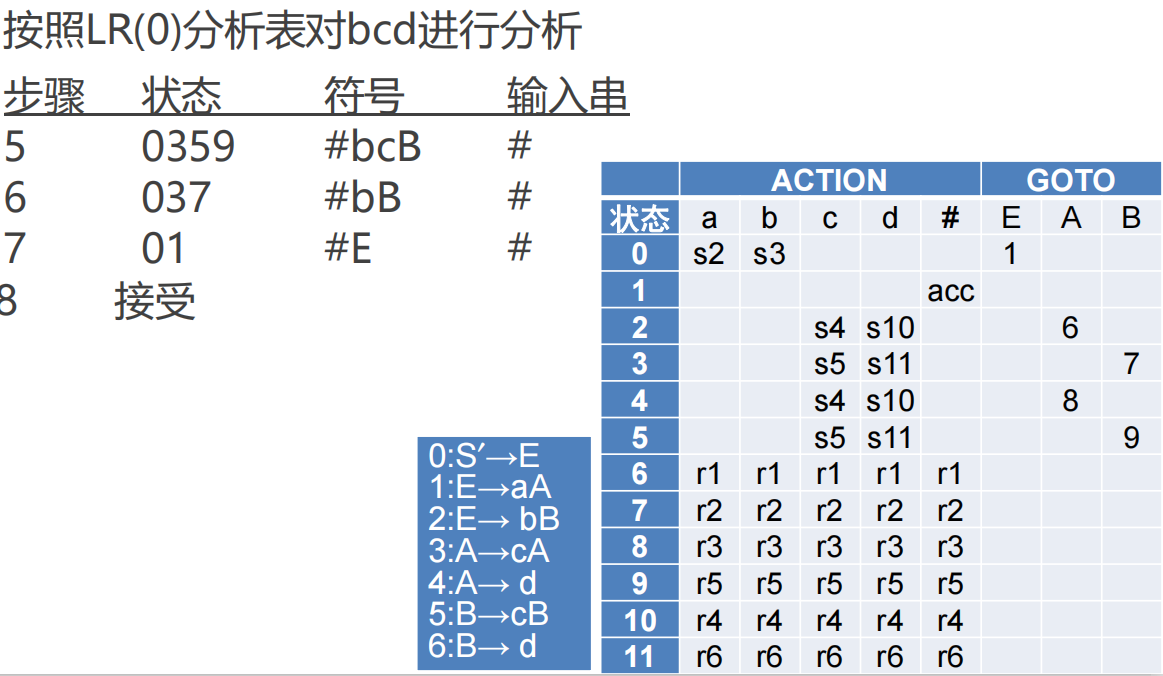 按照LR(0)分析表对bcd进行分析
步骤 状态 符号 输入串
5 0359 #bcB #
6 037 #bB #
7 01 #E #
8 接受
ACTION GOTO
状态 a b c d # E A B
0 s2 s3 1
1 acc
2 s4 s10 6
3 s5 s11 7
4 s4 s10 8
5 s5 s11 9
6 r1 r1 r1 r1 r1
7 r2 r2 r2 r2 r2
8 r3 r3 r3 r3 r3
9 r5 r5 r5 r5 r5
10 r4 r4 r4 r4 r4
11 r6 r6 r6 r6 r6
0:S′→E
1:E→aA
2:E→ bB
3:A→cA
4:A→ d
5:B→cB
6:B→ d